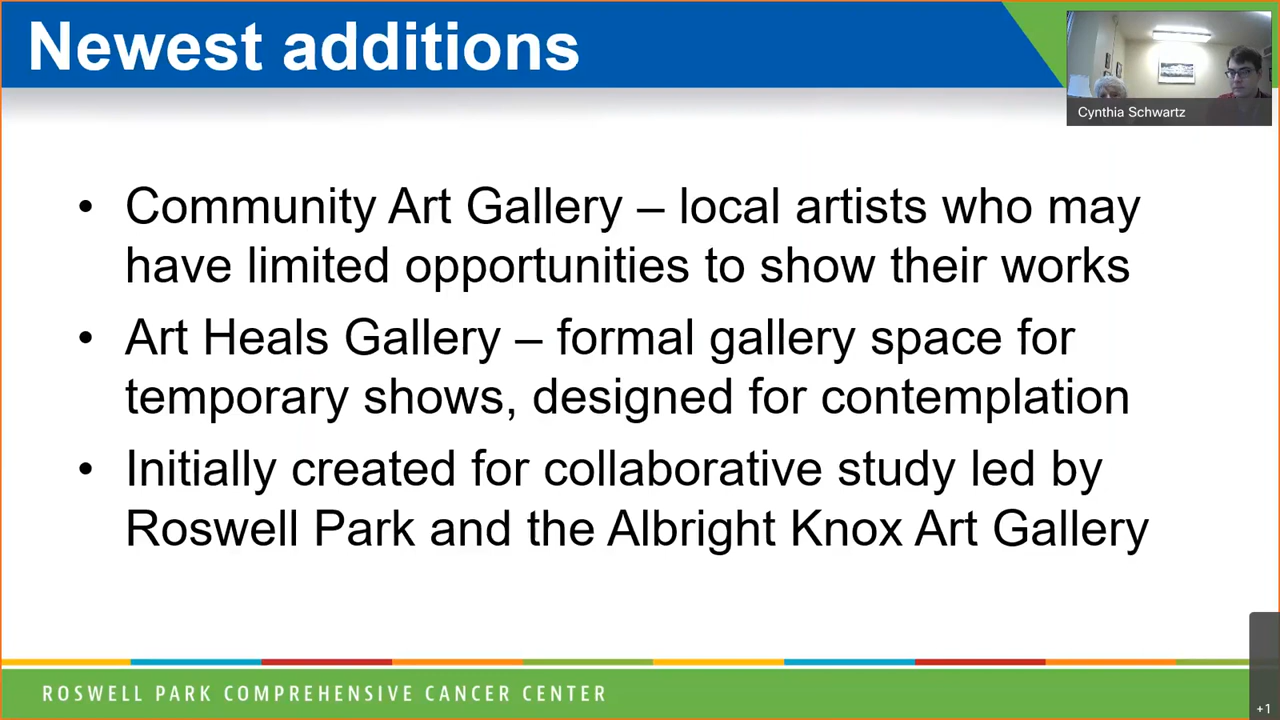 Newest additions
Cynthia Schwartz
• Community Art Gallery – local artists who may
have limited opportunities to show their works
• Art Heals Gallery – formal gallery space for
temporary shows, designed for contemplation
• Initially created for collaborative study led by
Roswell Park and the Albright Knox Art Gallery
ROSWELL PARK COMPREHENSIVE CANCER CENTER
+1